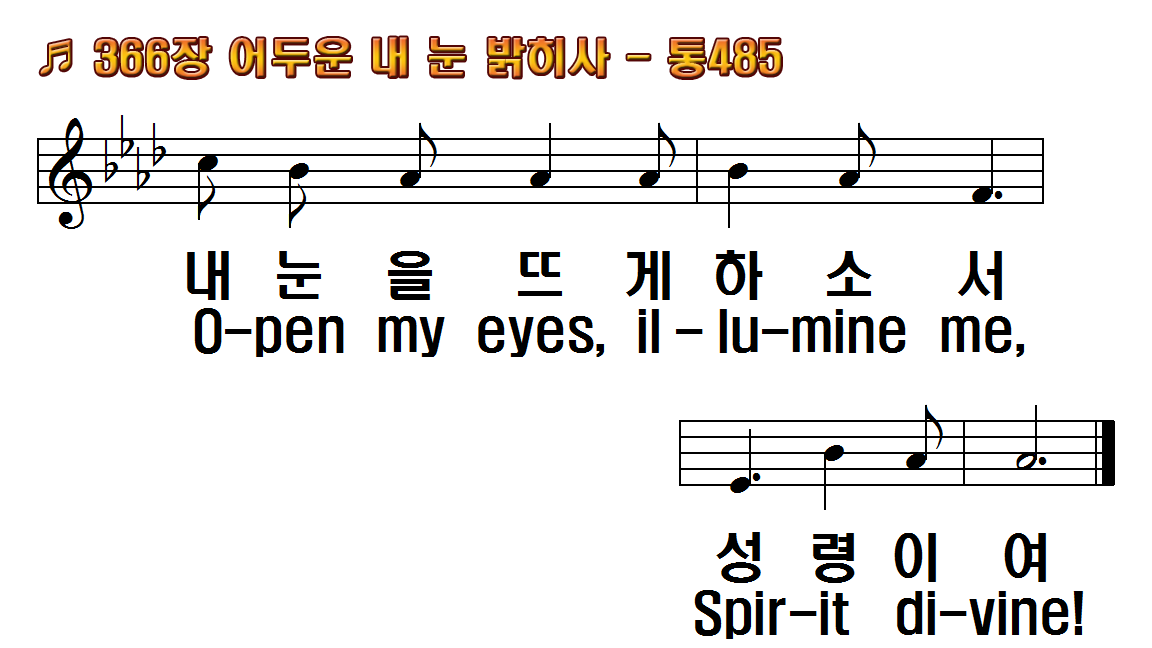 ♬ 366장 어두운 내 눈 밝히사 - 통485
내 눈 을 뜨 게 하 소 서
O-pen my eyes, il-lu-mine me,
성 령 이 여
Spir-it di-vine!